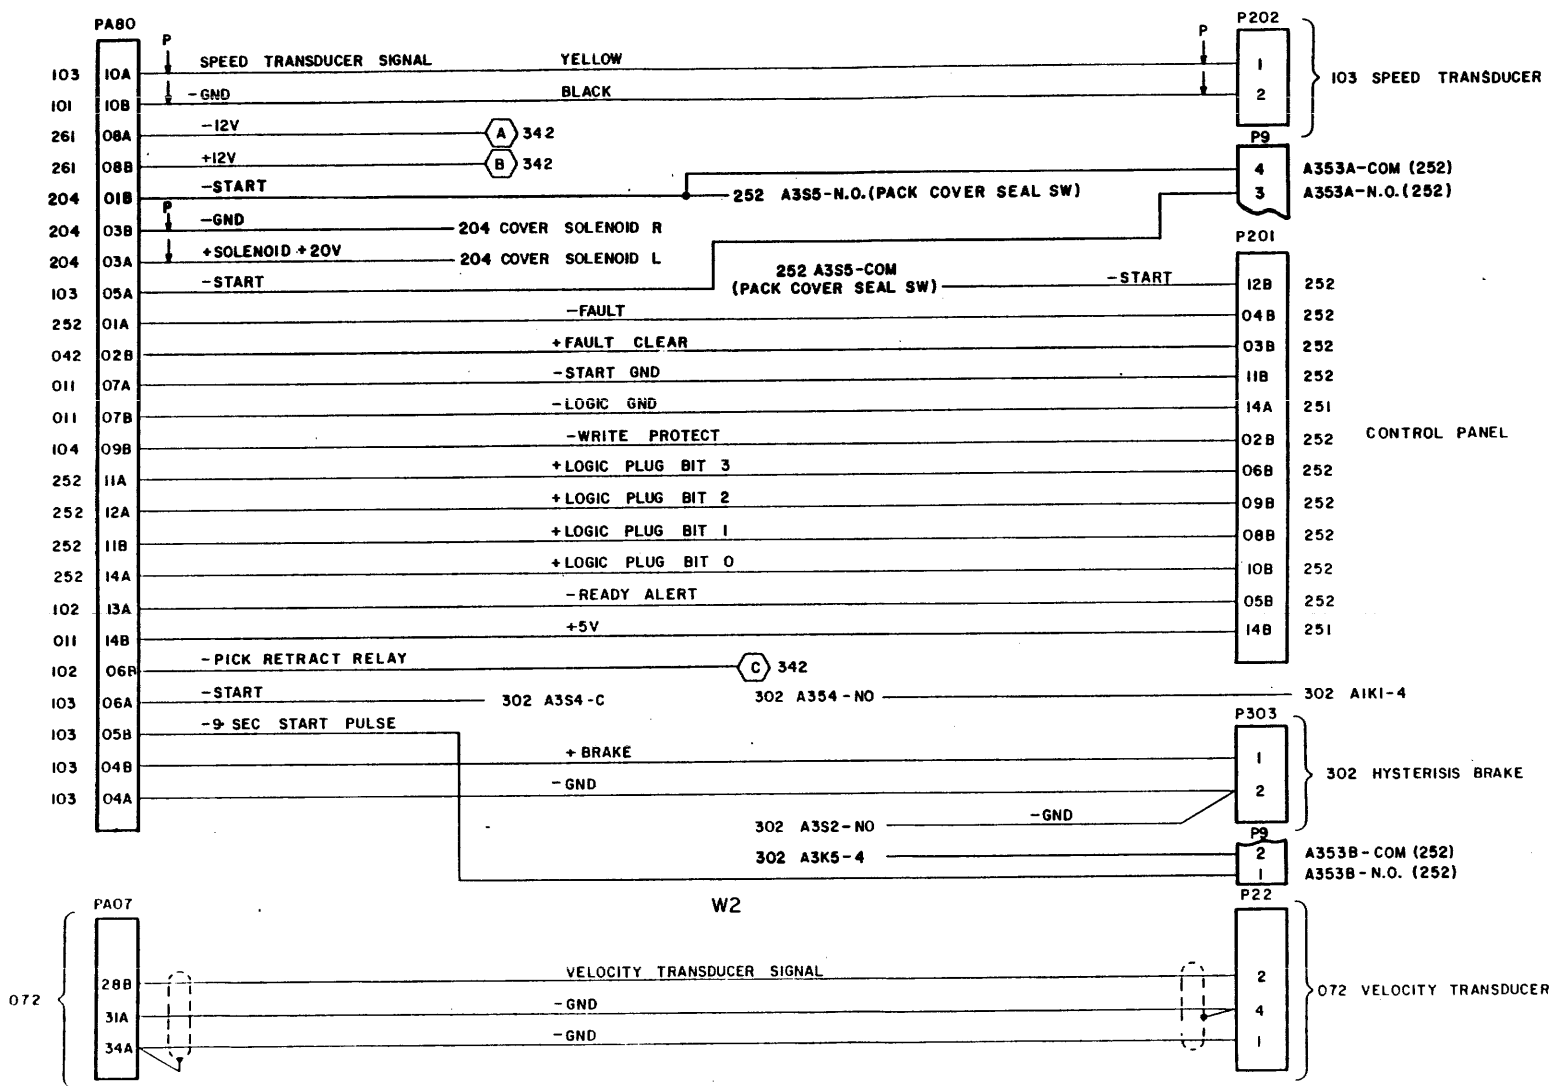 PA80 P202
P P
103 10A SPEED TRANSDUCER SIGNAL YELLOW 1 103 SPEED TRANSDUCER
101 10B -GND BLACK 2
261 08A -12V A 342 P9
261 08B +12V B 342 4 A353A-COM (252)
204 01B -START 252 A3S5-N.O.(PACK COVER SEAL SW) 3 A353A-N.O.(252)
P
204 03B -GND 204 COVER SOLENOID R
204 03A +SOLENOID +20V 204 COVER SOLENOID L P201
103 05A -START 252 A3S5-COM -START 12B 252
(PACK COVER SEAL SW)
252 01A -FAULT 04B 252
042 02B +FAULT CLEAR 03B 252
011 07A -START GND 11B 252
011 07B -LOGIC GND 14A 251
104 09B -WRITE PROTECT 02B 252 CONTROL PANEL
252 11A +LOGIC PLUG BIT 3 06B 252
252 12A +LOGIC PLUG BIT 2 09B 252
252 11B +LOGIC PLUG BIT 1 08B 252
252 14A +LOGIC PLUG BIT 0 10B 252
102 13A -READY ALERT 05B 252
011 14B +5V 14B 251
102 06B -PICK RETRACT RELAY C 342
103 06A -START 302 A3S4-C 302 A354-NO 302 A1K1-4
103 05B -9 SEC START PULSE P303
103 04B +BRAKE 1 302 HYSTERISIS BRAKE
103 04A -GND 2
302 A3S2-NO -GND P9
302 A3K5-4 2 A353B-COM (252)
1 A353B-N.O. (252)
PA07 W2 P22
28B VELOCITY TRANSDUCER SIGNAL 2
072 31A -GND 4 072 VELOCITY TRANSDUCER
34A -GND 1